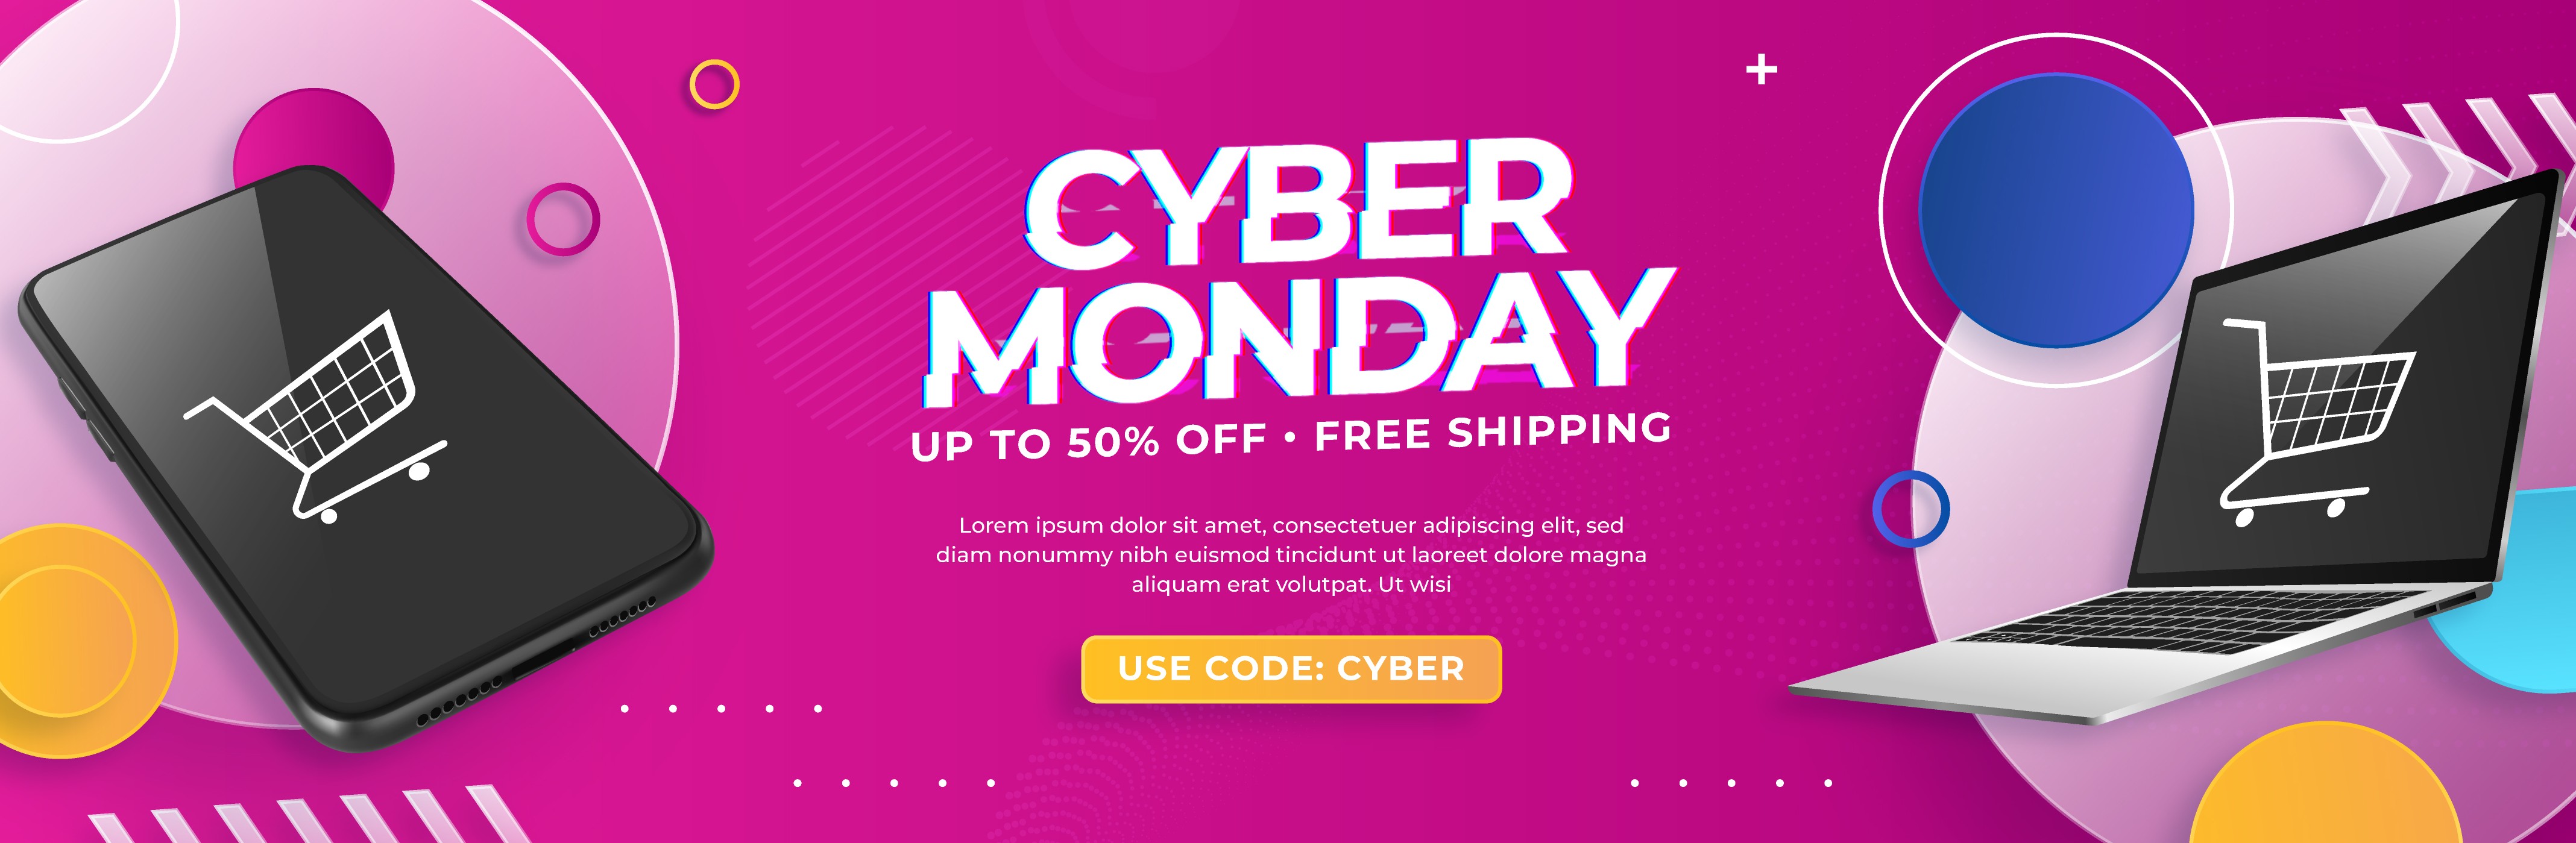 CYBER
MONDAY
UP TO 50% OFF • FREE SHIPPING
Lorem ipsum dolor sit amet, consectetuer adipiscing elit, sed
diam nonummy nibh euismod tincidunt ut laoreet dolore magna
aliquam erat volutpat. Ut wisi
USE CODE: CYBER